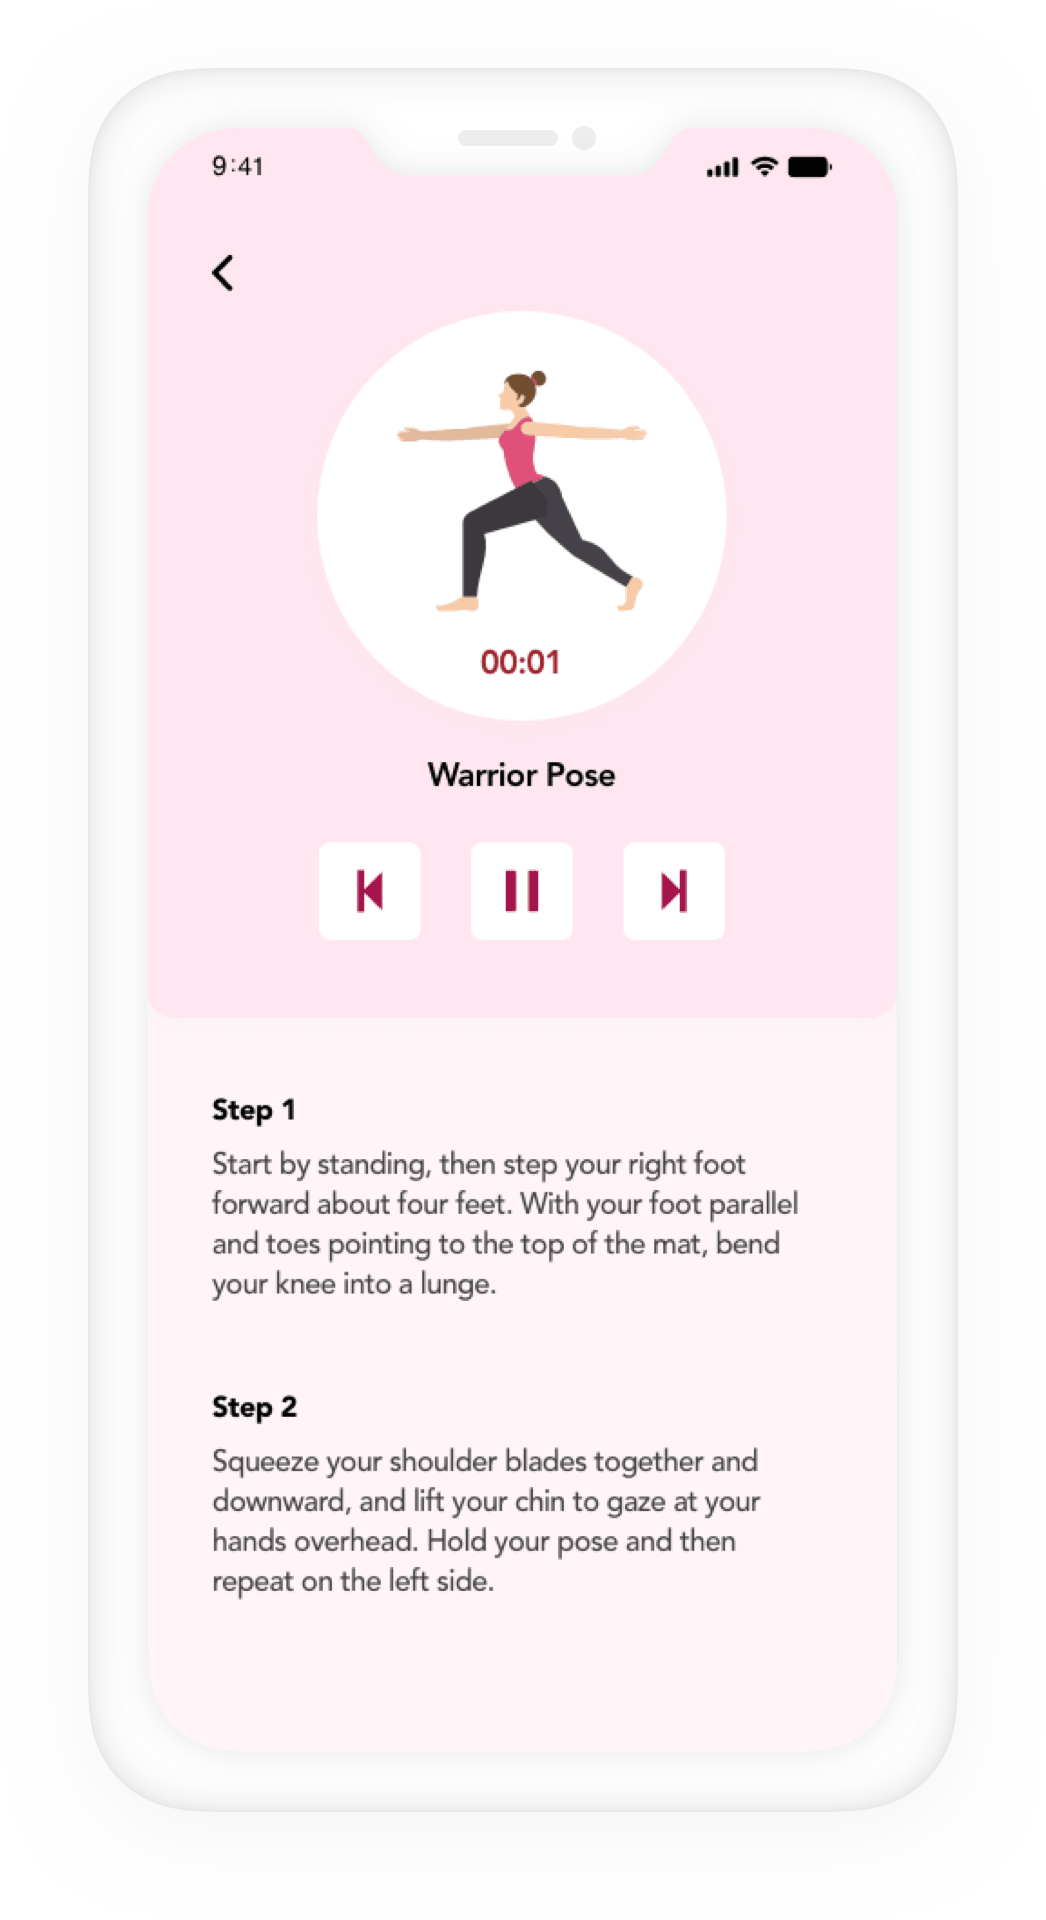 9:41
00:01
Warrior Pose
Step 1
Start by standing, then step your right foot
forward about four feet. With your foot parallel
and toes pointing to the top of the mat, bend
your knee into a lunge.
Step 2
Squeeze your shoulder blades together and
downward, and lift your chin to gaze at your
hands overhead. Hold your pose and then
repeat on the left side.